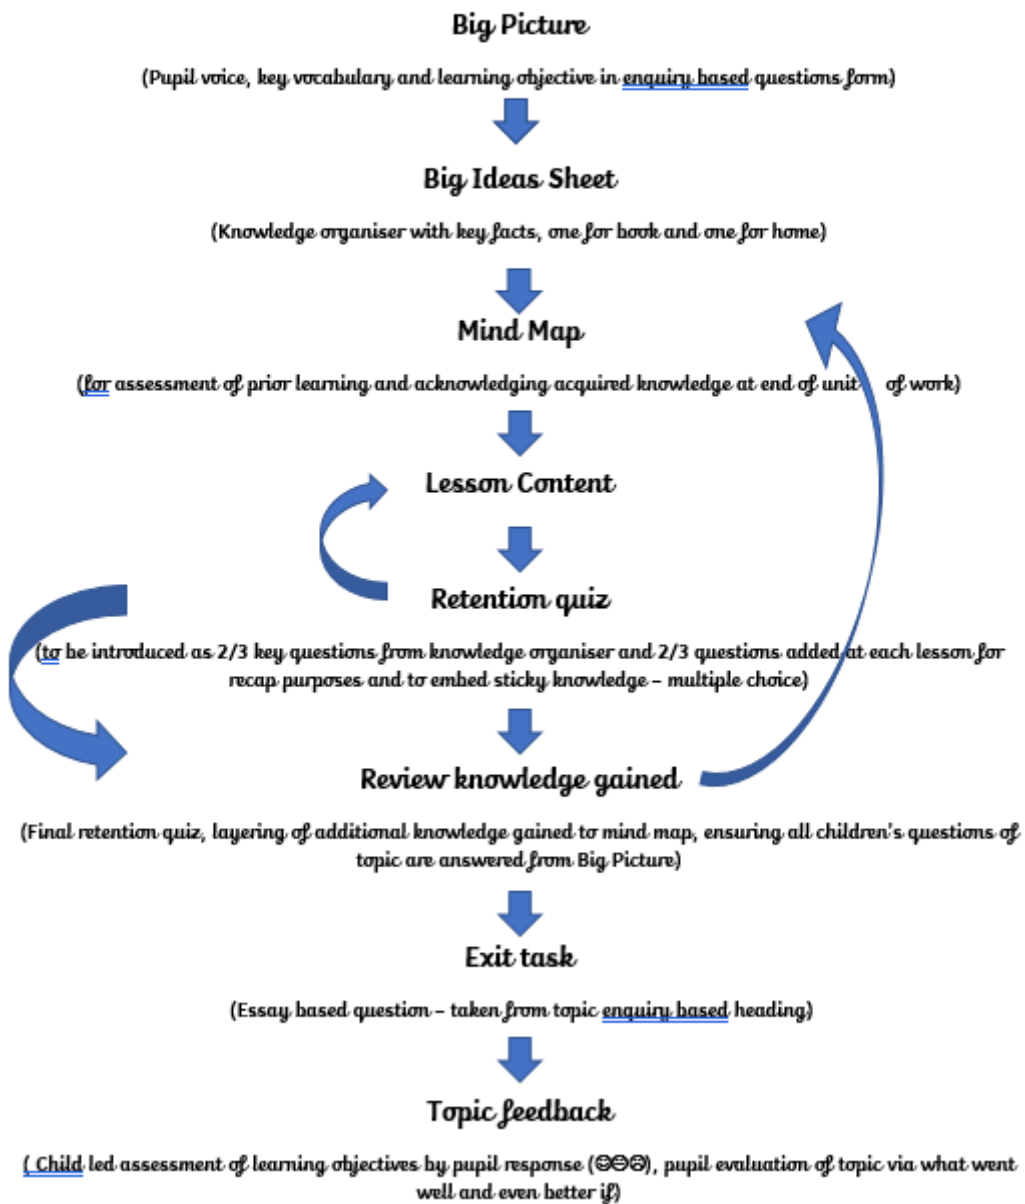 Big Picture
(Pupil voice, key vocabulary and learning objective in enquiry based questions form)
Big Ideas Sheet
(Knowledge organiser with key facts, one for book and one for home)
Mind Map
(for assessment of prior learning and acknowledging acquired knowledge at end of unit of work)
Lesson Content
Retention quiz
(to be introduced as 2/3 key questions from knowledge organiser and 2/3 questions added at each lesson for
recap purposes and to embed sticky knowledge – multiple choice)
Review knowledge gained
(Final retention quiz, layering of additional knowledge gained to mind map, ensuring all children's questions of
topic are answered from Big Picture)
Exit task
(Essay based question – taken from topic enquiry based heading)
Topic feedback
( Child led assessment of learning objectives by pupil response (😊😐☹), pupil evaluation of topic via what went
well and even better if)